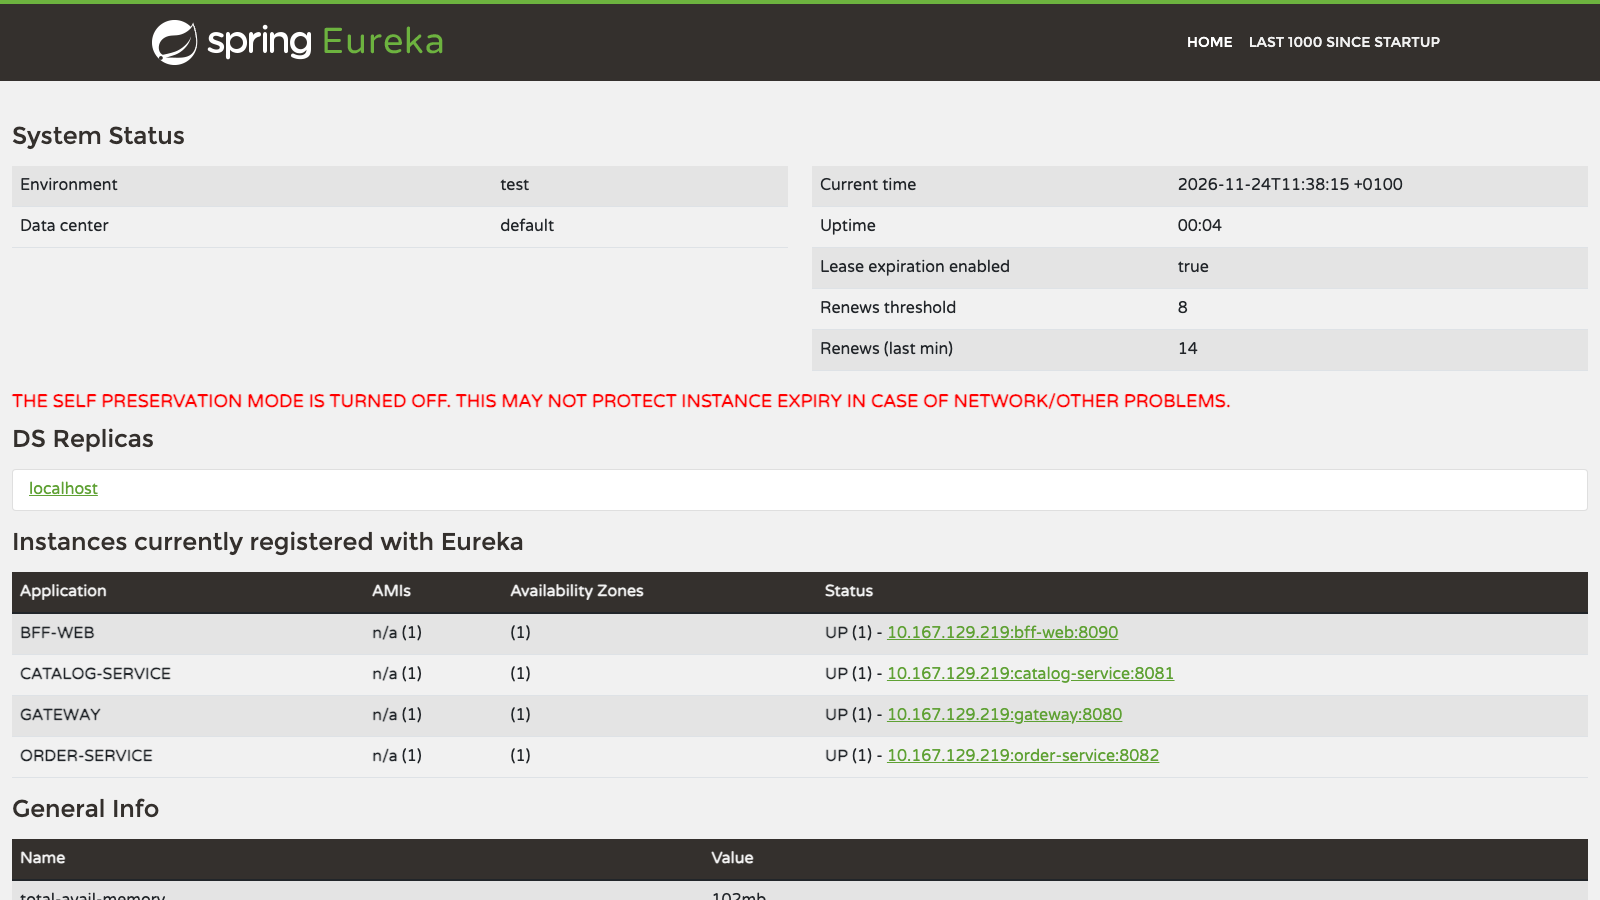 spring Eureka
HOME LAST 1000 SINCE STARTUP
System Status
Environment test
Data center default
Current time 2026-11-24T11:38:15 +0100
Uptime 00:04
Lease expiration enabled true
Renews threshold 8
Renews (last min) 14
THE SELF PRESERVATION MODE IS TURNED OFF. THIS MAY NOT PROTECT INSTANCE EXPIRY IN CASE OF NETWORK/OTHER PROBLEMS.
DS Replicas
localhost
Instances currently registered with Eureka
Application AMIs Availability Zones Status
BFF-WEB n/a (1) (1) UP (1) - 10.167.129.219:bff-web:8090
CATALOG-SERVICE n/a (1) (1) UP (1) - 10.167.129.219:catalog-service:8081
GATEWAY n/a (1) (1) UP (1) - 10.167.129.219:gateway:8080
ORDER-SERVICE n/a (1) (1) UP (1) - 10.167.129.219:order-service:8082
General Info
Name Value
total-avail-memory 102mb